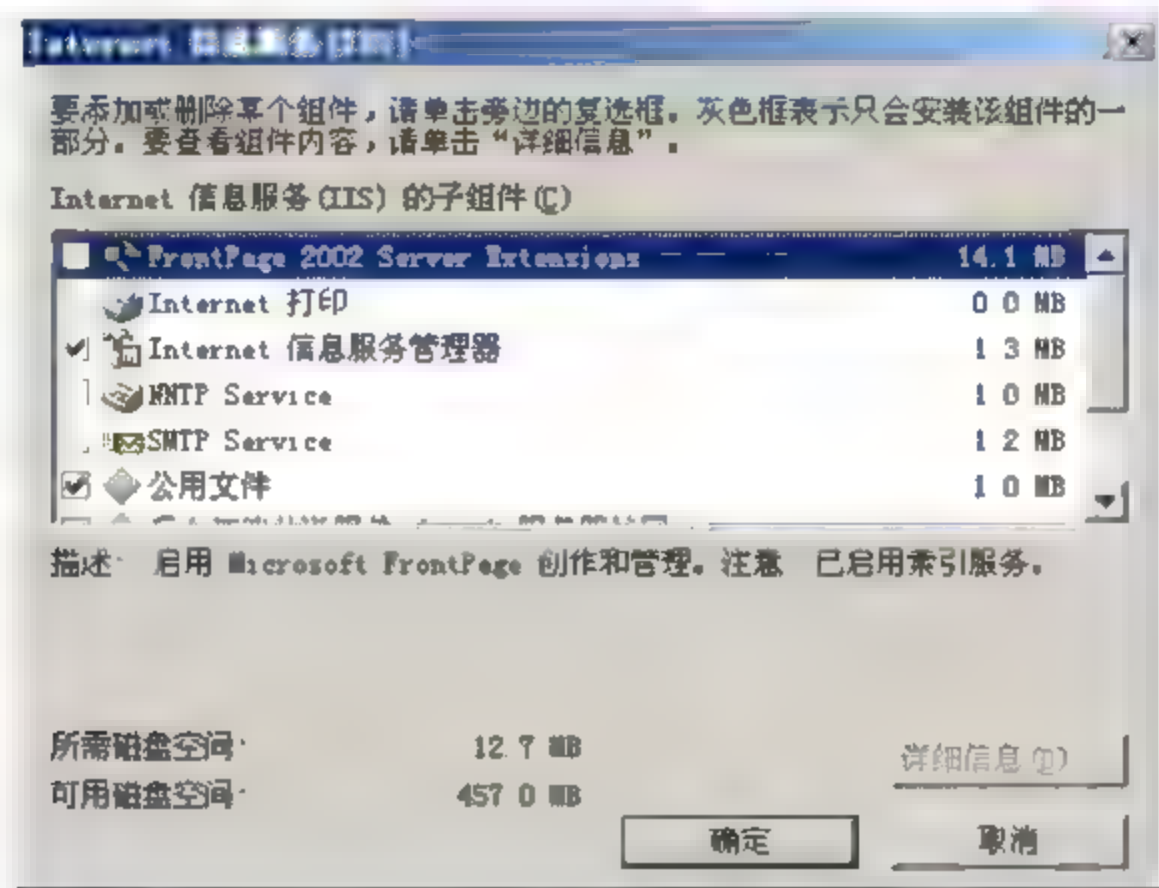 Internet 信息服务(IIS)
要添加或删除某个组件，请单击旁边的复选框。灰色框表示只会安装该组件的一
部分。要查看组件内容，请单击“详细信息”。
Internet 信息服务(IIS) 的子组件(C)
FrontPage 2002 Server Extensions 14.1 MB
Internet 打印 0 0 MB
Internet 信息服务管理器 1 3 MB
NNTP Service 1 0 MB
SMTP Service 1 2 MB
公用文件 1 0 MB
描述: 启用 Microsoft FrontPage 创作和管理。注意 已启用索引服务。
所需磁盘空间: 12 7 MB
可用磁盘空间: 457 0 MB
详细信息(D)
确定
取消